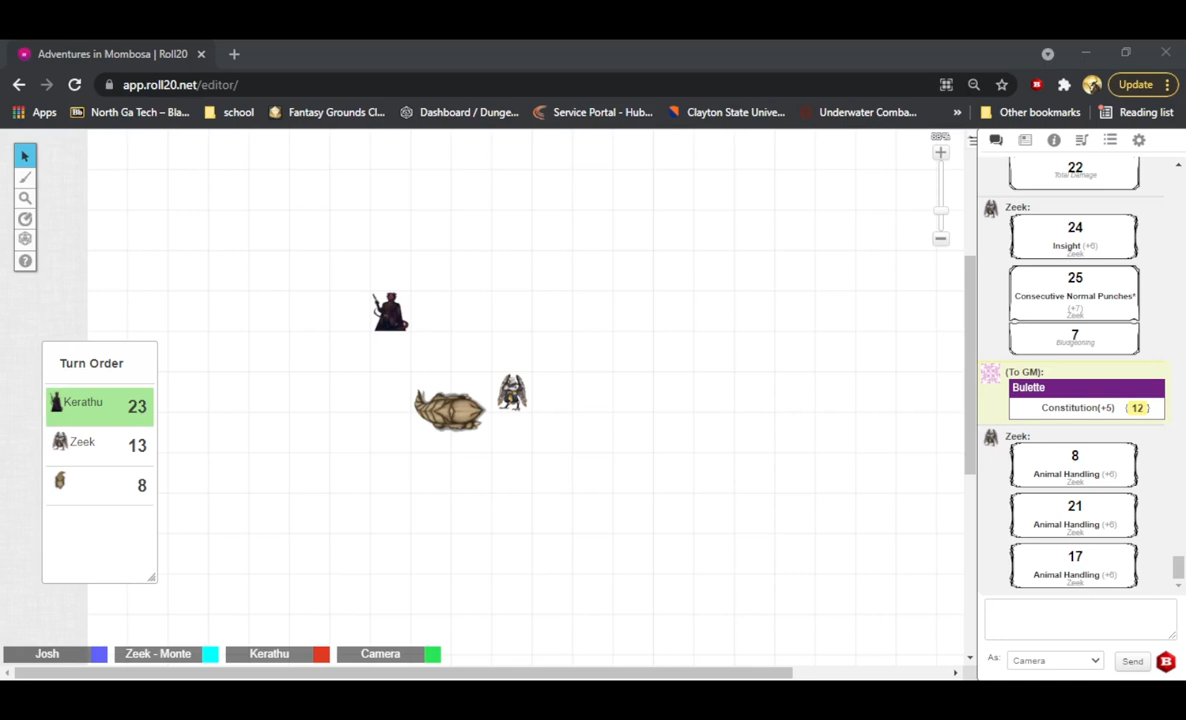 Adventures in Mombosa | Roll20
app.roll20.net/editor/
Update
Apps
North Ga Tech – Bla...
school
Fantasy Grounds Cl...
Dashboard / Dunge...
Service Portal - Hub...
Clayton State Unive...
Underwater Comba...
»
Other bookmarks
Reading list
88%
22
Total Damage
Zeek:
24
Insight (+6)
Zeek
25
Consecutive Normal Punches*
(+7)
Zeek
7
Bludgeoning
(To GM):
Bulette
Constitution(+5) ( 12 )
Zeek:
8
Animal Handling (+6)
Zeek
21
Animal Handling (+6)
Zeek
17
Animal Handling (+6)
Zeek
Turn Order
Kerathu 23
Zeek 13
8
Josh
Zeek - Monte
Kerathu
Camera
As: Camera
Send